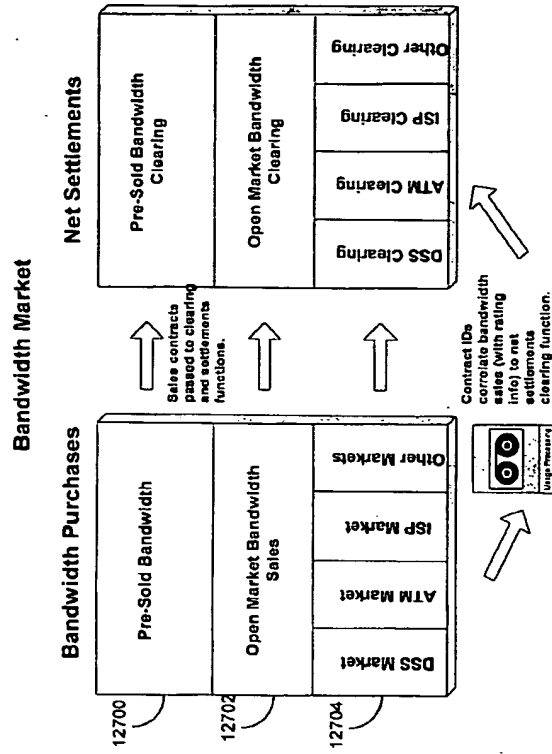 Bandwidth Market
Bandwidth Purchases
Net Settlements
12700
Pre-Sold Bandwidth
12702
Open Market Bandwidth
Sales
12704
DSS Market
ATM Market
ISP Market
Other Markets
Sales contracts
passed to clearing
and settlements
functions.
Pre-Sold Bandwidth
Clearing
Open Market Bandwidth
Clearing
DSS Clearing
ATM Clearing
ISP Clearing
Other Clearing
Usage Processing
Contract IDs
corrolate bandwidth
sales (with rating
info) to net
settlements
clearing function.